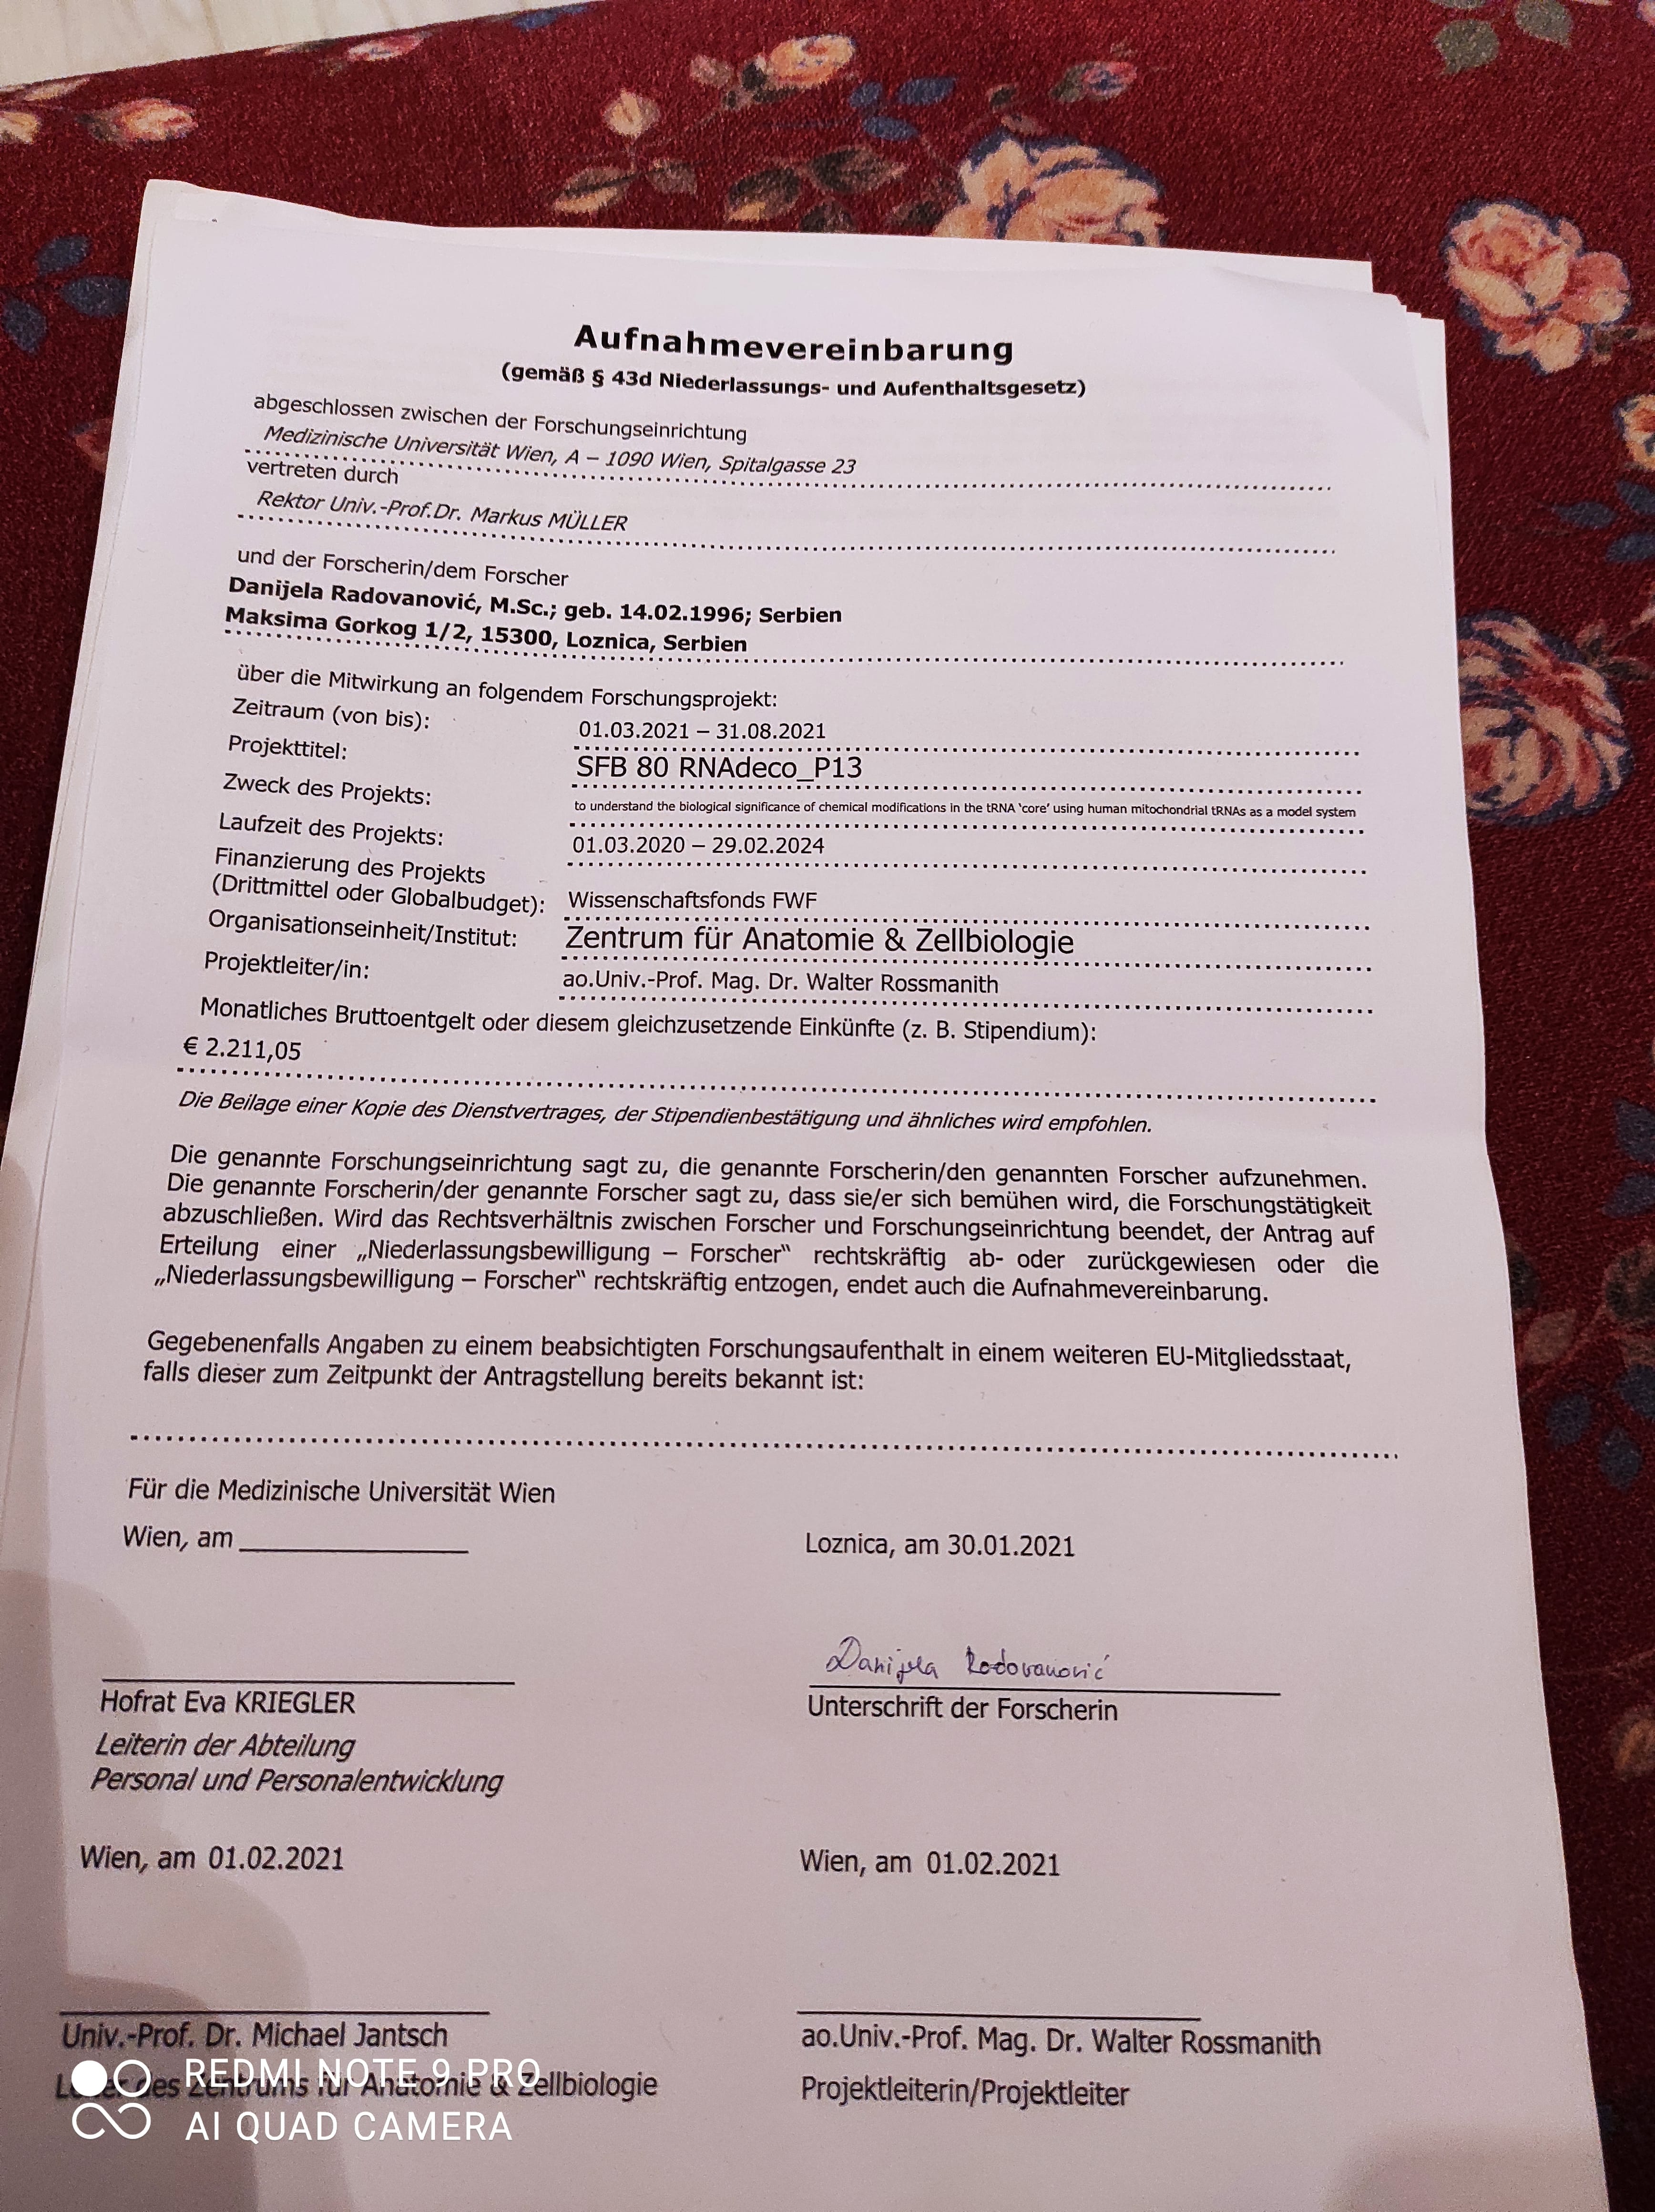 Aufnahmevereinbarung
(gemäß § 43d Niederlassungs- und Aufenthaltsgesetz)
abgeschlossen zwischen der Forschungseinrichtung
Medizinische Universität Wien, A – 1090 Wien, Spitalgasse 23
vertreten durch
Rektor Univ.-Prof.Dr. Markus MÜLLER
und der Forscherin/dem Forscher
Danijela Radovanović, M.Sc.; geb. 14.02.1996; Serbien
Maksima Gorkog 1/2, 15300, Loznica, Serbien
über die Mitwirkung an folgendem Forschungsprojekt:
Zeitraum (von bis): 01.03.2021 – 31.08.2021
Projekttitel: SFB 80 RNAdeco_P13
Zweck des Projekts: to understand the biological significance of chemical modifications in the tRNA 'core' using human mitochondrial tRNAs as a model system
Laufzeit des Projekts: 01.03.2020 – 29.02.2024
Finanzierung des Projekts
(Drittmittel oder Globalbudget): Wissenschaftsfonds FWF
Organisationseinheit/Institut: Zentrum für Anatomie & Zellbiologie
Projektleiter/in: ao.Univ.-Prof. Mag. Dr. Walter Rossmanith
Monatliches Bruttoentgelt oder diesem gleichzusetzende Einkünfte (z. B. Stipendium):
€ 2.211,05
Die Beilage einer Kopie des Dienstvertrages, der Stipendienbestätigung und ähnliches wird empfohlen.
Die genannte Forschungseinrichtung sagt zu, die genannte Forscherin/den genannten Forscher aufzunehmen.
Die genannte Forscherin/der genannte Forscher sagt zu, dass sie/er sich bemühen wird, die Forschungstätigkeit
abzuschließen. Wird das Rechtsverhältnis zwischen Forscher und Forschungseinrichtung beendet, der Antrag auf
Erteilung einer „Niederlassungsbewilligung – Forscher" rechtskräftig ab- oder zurückgewiesen oder die
„Niederlassungsbewilligung – Forscher" rechtskräftig entzogen, endet auch die Aufnahmevereinbarung.
Gegebenenfalls Angaben zu einem beabsichtigten Forschungsaufenthalt in einem weiteren EU-Mitgliedsstaat,
falls dieser zum Zeitpunkt der Antragstellung bereits bekannt ist:
Für die Medizinische Universität Wien
Wien, am
Loznica, am 30.01.2021
Danijela Radovanović
Hofrat Eva KRIEGLER
Unterschrift der Forscherin
Leiterin der Abteilung
Personal und Personalentwicklung
Wien, am 01.02.2021
Wien, am 01.02.2021
Univ.-Prof. Dr. Michael Jantsch
ao.Univ.-Prof. Mag. Dr. Walter Rossmanith
Leiter des Zentrums für Anatomie & Zellbiologie
Projektleiterin/Projektleiter
REDMI NOTE 9 PRO
AI QUAD CAMERA